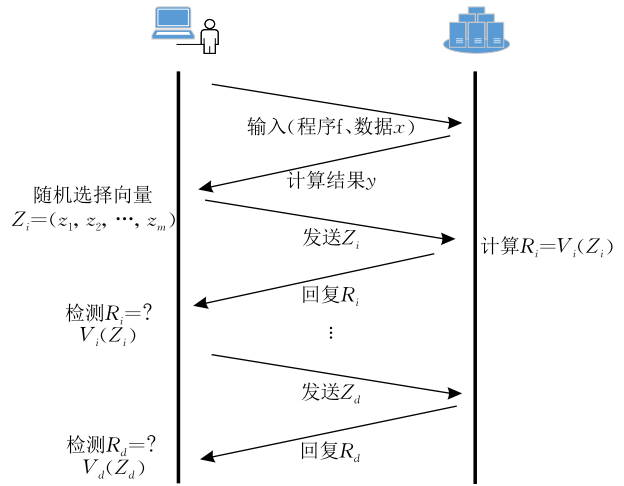 输入(程序f、数据x)
计算结果y
随机选择向量
Z_i=(z_1, z_2, …, z_m)
发送Z_i
计算R_i=V_i(Z_i)
回复R_i
检测R_i=?
V_i(Z_i)
⋮
发送Z_d
检测R_d=?
V_d(Z_d)
回复R_d